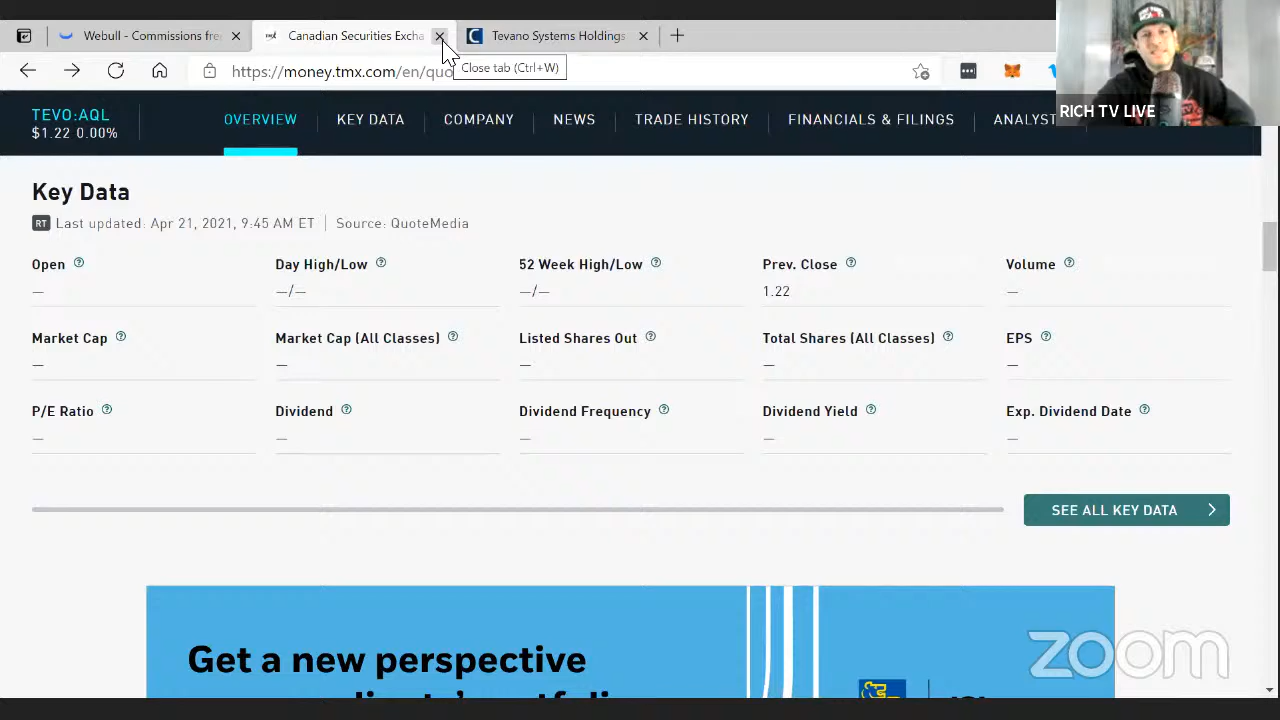 Webull - Commissions fre
Canadian Securities Excha
Tevano Systems Holdings
https://money.tmx.com/en/quo
Close tab (Ctrl+W)
RICH TV LIVE
TEVO:AQL
$1.22 0.00%
OVERVIEW
KEY DATA
COMPANY
NEWS
TRADE HISTORY
FINANCIALS & FILINGS
ANALYST
Key Data
RT Last updated: Apr 21, 2021, 9:45 AM ET | Source: QuoteMedia
Open
Day High/Low
52 Week High/Low
Prev. Close
Volume
—
—/—
—/—
1.22
—
Market Cap
Market Cap (All Classes)
Listed Shares Out
Total Shares (All Classes)
EPS
—
—
—
—
—
P/E Ratio
Dividend
Dividend Frequency
Dividend Yield
Exp. Dividend Date
—
—
—
—
—
SEE ALL KEY DATA
Get a new perspective
zoom